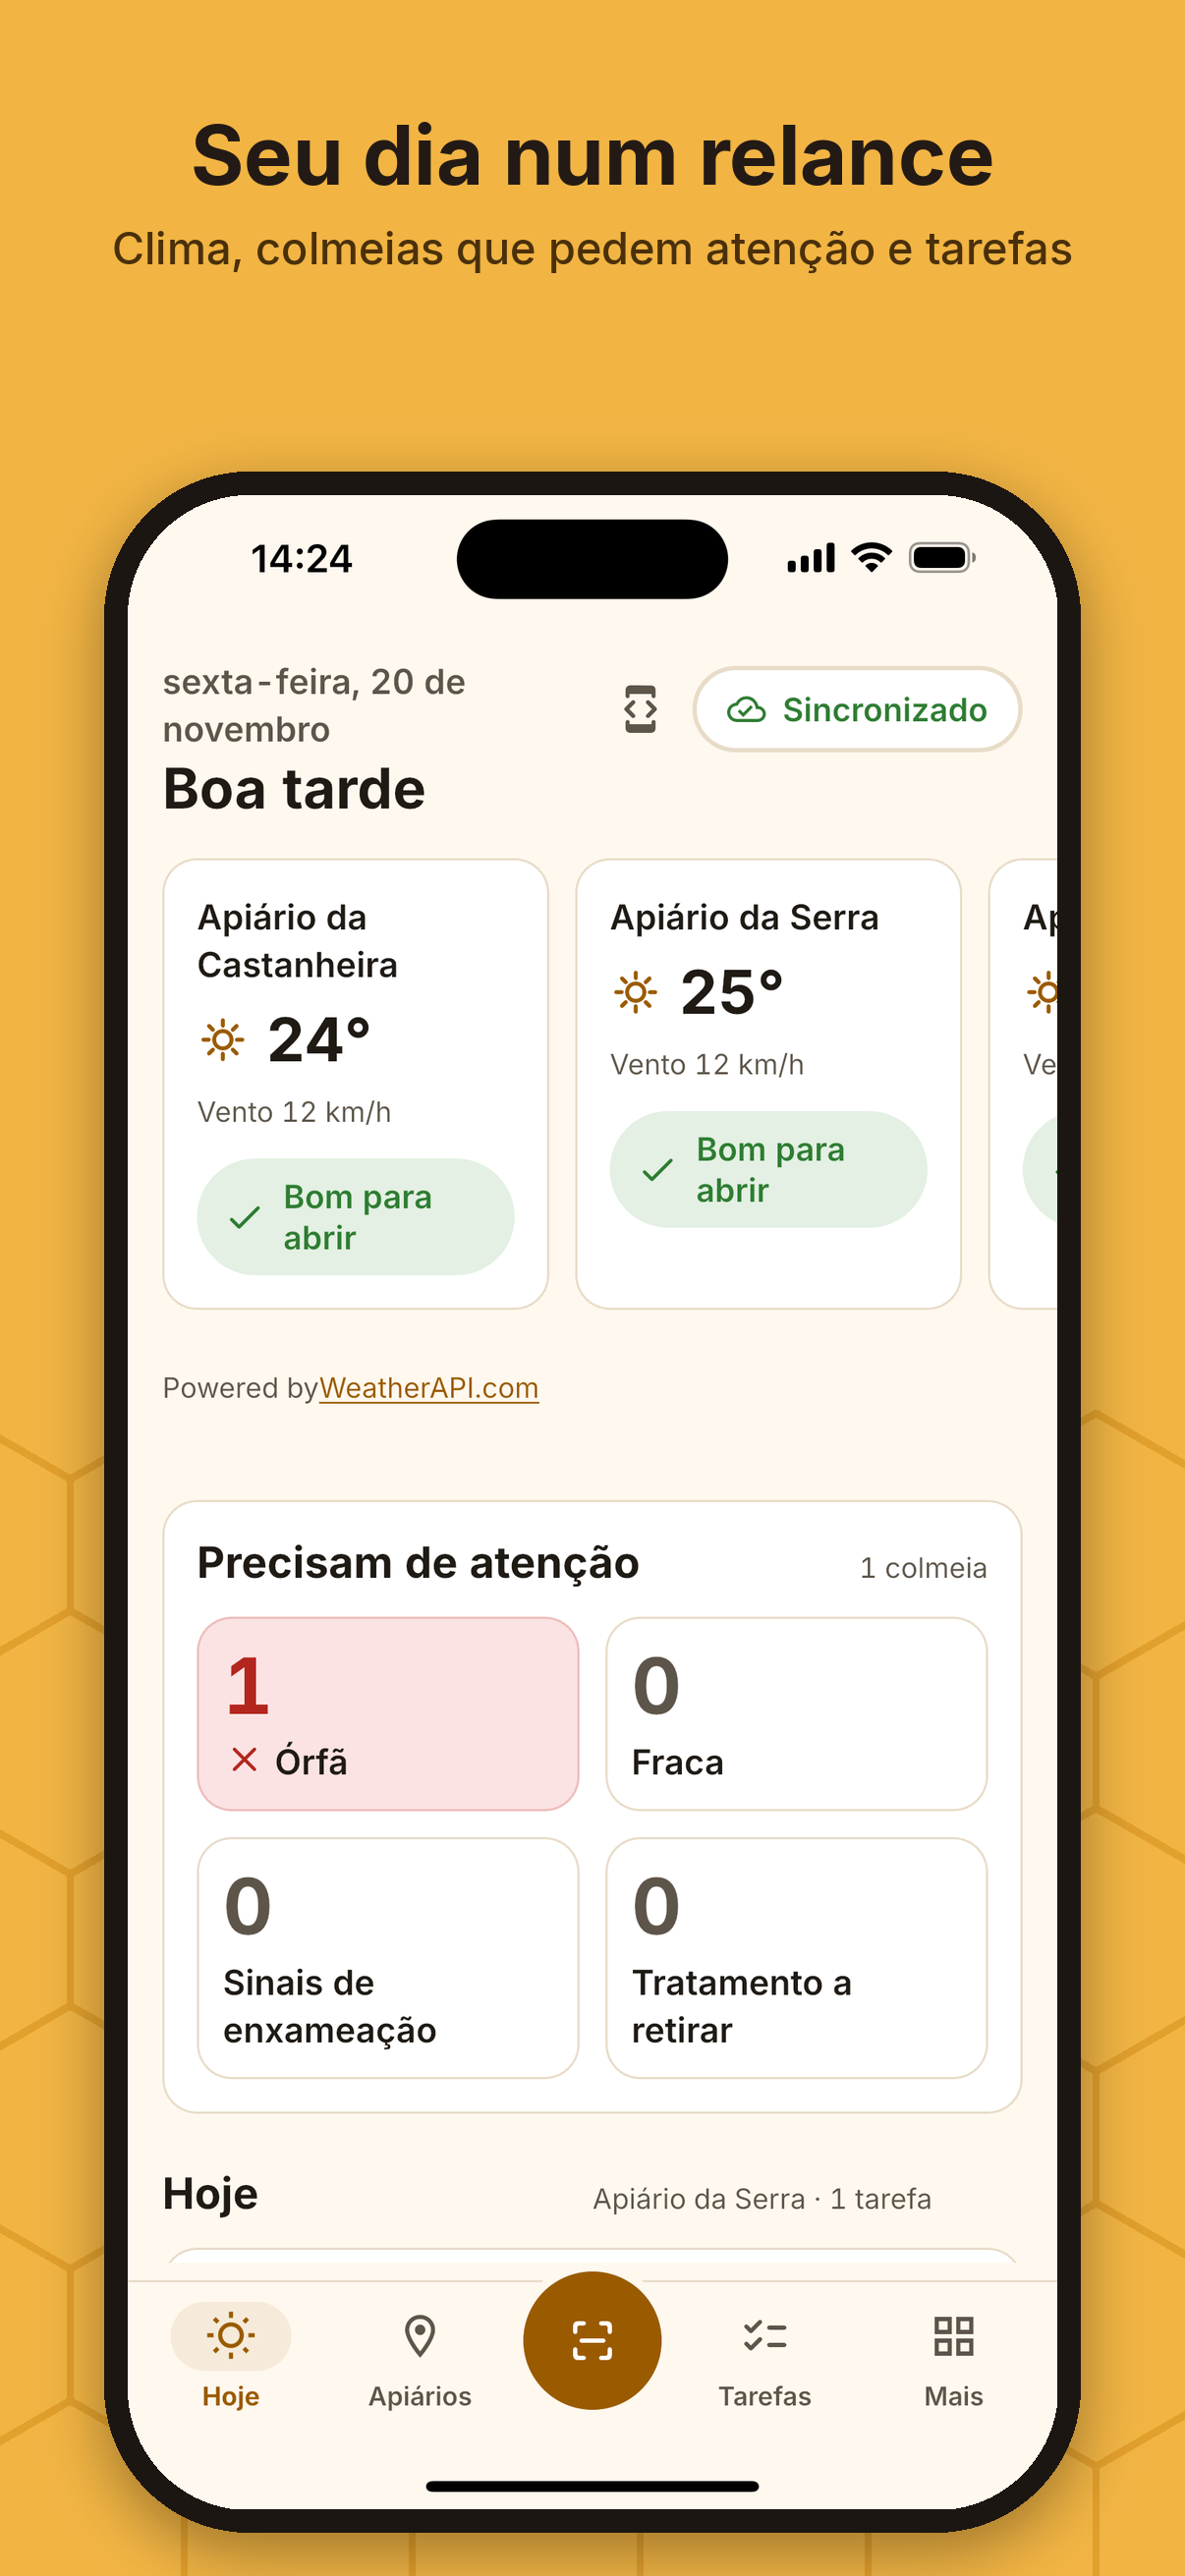 Seu dia num relance
Clima, colmeias que pedem atenção e tarefas
14:24
sexta-feira, 20 de
novembro
Sincronizado
Boa tarde
Apiário da
Castanheira
24°
Vento 12 km/h
Bom para
abrir
Apiário da Serra
25°
Vento 12 km/h
Bom para
abrir
Ap
Ve
Powered byWeatherAPI.com
Precisam de atenção
1 colmeia
1
Órfã
0
Fraca
0
Sinais de
enxameação
0
Tratamento a
retirar
Hoje
Apiário da Serra · 1 tarefa
Hoje
Apiários
Tarefas
Mais